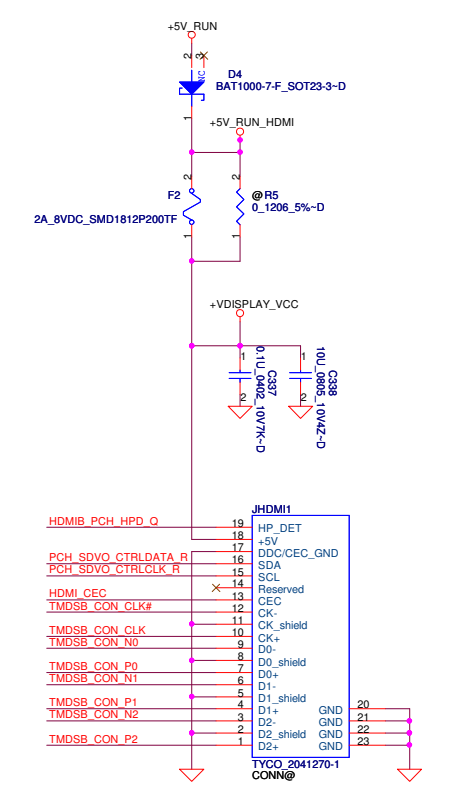 +5V_RUN
2
3
NC
D4
BAT1000-7-F_SOT23-3~D
1
+5V_RUN_HDMI
2
2
F2
@R5
0_1206_5%~D
2A_8VDC_SMD1812P200TF
1
1
+VDISPLAY_VCC
1
1
2
2
0.1U_0402_10V7K~D
C337
10U_0805_10V4Z~D
C338
JHDMI1
HDMIB_PCH_HPD_Q 19 HP_DET
18 +5V
17 DDC/CEC_GND
PCH_SDVO_CTRLDATA_R 16 SDA
PCH_SDVO_CTRLCLK_R 15 SCL
14 Reserved
HDMI_CEC 13 CEC
TMDSB_CON_CLK# 12 CK-
11 CK_shield
TMDSB_CON_CLK 10 CK+
TMDSB_CON_N0 9 D0-
8 D0_shield
TMDSB_CON_P0 7 D0+
TMDSB_CON_N1 6 D1-
5 D1_shield
TMDSB_CON_P1 4 D1+ GND 20
TMDSB_CON_N2 3 D2- GND 21
2 D2_shield GND 22
TMDSB_CON_P2 1 D2+ GND 23
TYCO_2041270-1
CONN@